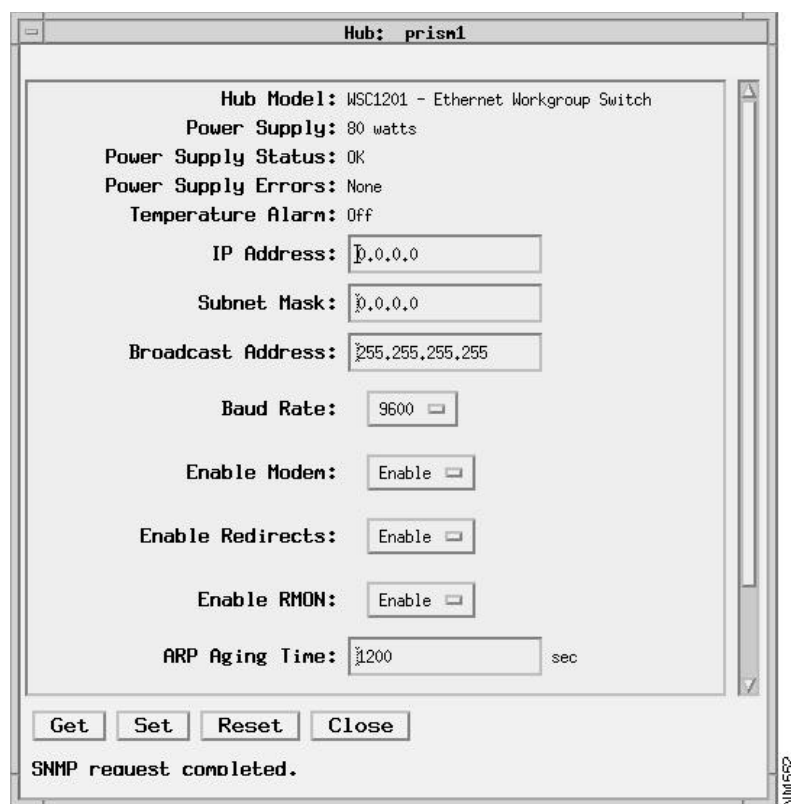 Hub: prism1
Hub Model: WSC1201 - Ethernet Workgroup Switch
Power Supply: 80 watts
Power Supply Status: OK
Power Supply Errors: None
Temperature Alarm: Off
IP Address: 0.0.0.0
Subnet Mask: 0.0.0.0
Broadcast Address: 255.255.255.255
Baud Rate: 9600
Enable Modem: Enable
Enable Redirects: Enable
Enable RMON: Enable
ARP Aging Time: 1200 sec
Get Set Reset Close
SNMP request completed.